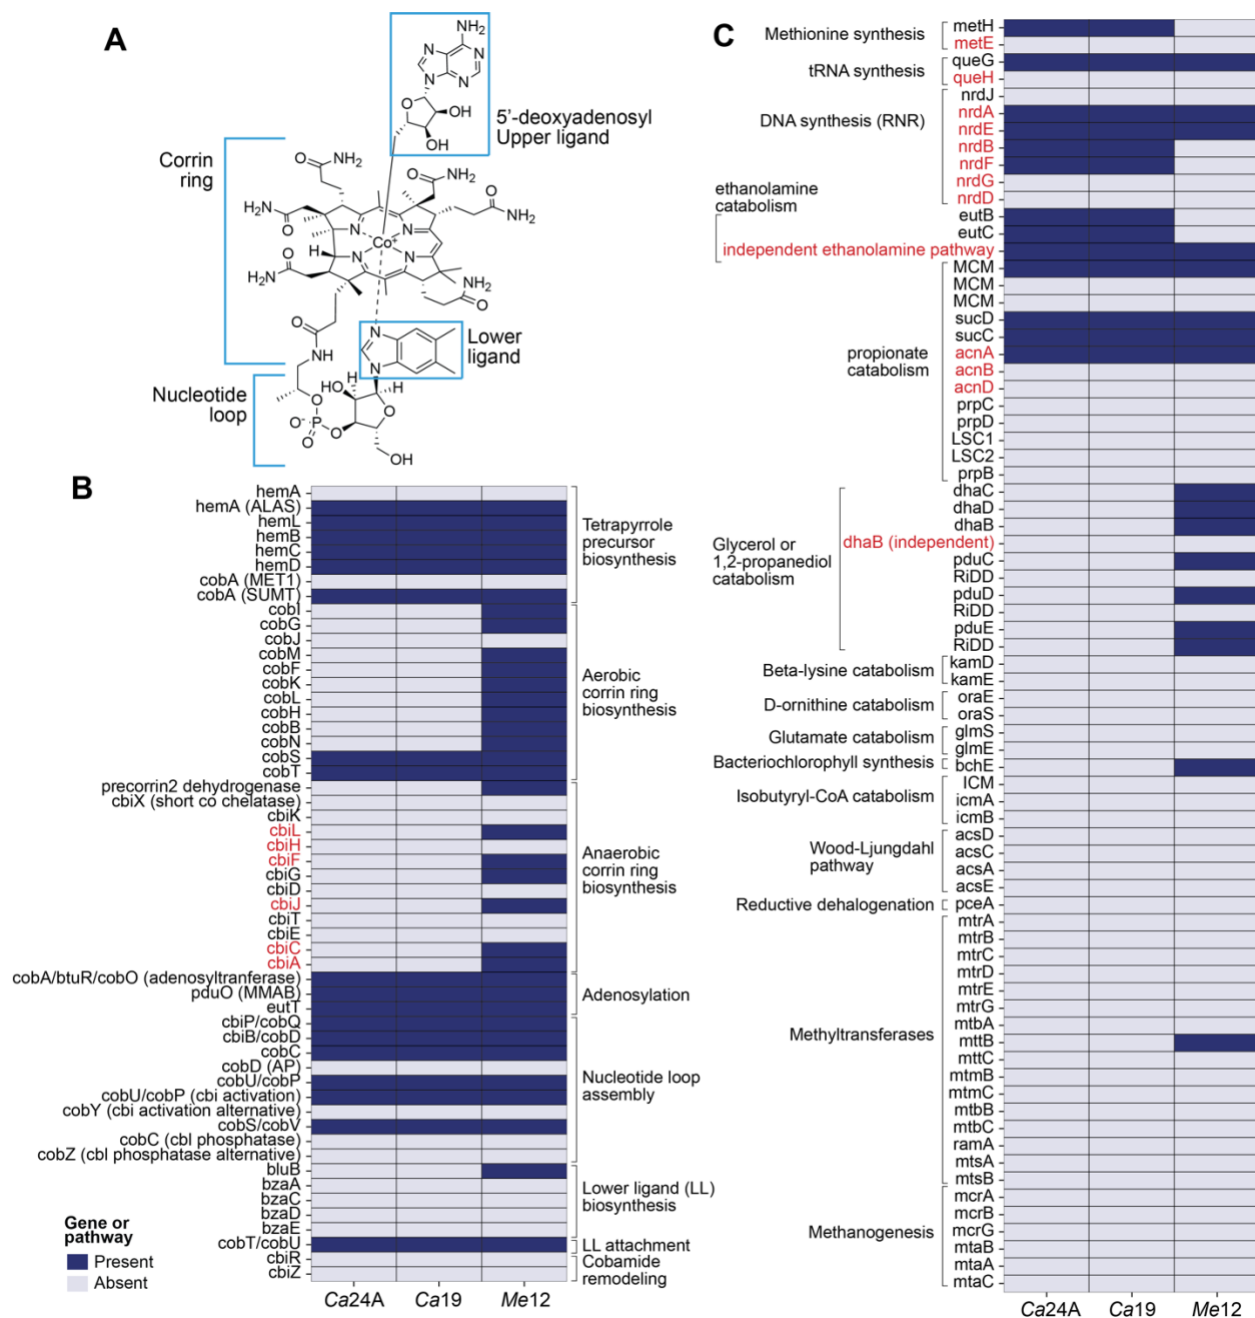 A
NH₂
N
N
N
N
O
OH
OH
5'-deoxyadenosyl
Upper ligand
Corrin
ring
O
NH₂
O
NH₂
H₂N
O
O
NH₂
N
N
Co⁺
H
N
N
H₂N
O
NH₂
O
O
NH
N
N
Lower
ligand
Nucleotide
loop
O
O⁻
P
O
O
HO
H
H
O
OH
B
hemA
hemA (ALAS)
hemL
hemB
hemC
hemD
cobA (MET1)
cobA (SUMT)
Tetrapyrrole
precursor
biosynthesis
cobI
cobG
cobJ
cobM
cobF
cobK
cobL
cobH
cobB
cobN
cobS
cobT
Aerobic
corrin ring
biosynthesis
precorrin2 dehydrogenase
cbiX (short co chelatase)
cbiK
cbiL
cbiH
cbiF
cbiG
cbiD
cbiJ
cbiT
cbiE
cbiC
cbiA
Anaerobic
corrin ring
biosynthesis
cobA/btuR/cobO (adenosyltranferase)
pduO (MMAB)
eutT
Adenosylation
cbiP/cobQ
cbiB/cobD
cobC
cobD (AP)
cobU/cobP
cobU/cobP (cbi activation)
cobY (cbi activation alternative)
cobS/cobV
cobC (cbl phosphatase)
cobZ (cbl phosphatase alternative)
Nucleotide loop
assembly
bluB
bzaA
bzaC
bzaD
bzaE
Lower ligand (LL)
biosynthesis
cobT/cobU
LL attachment
cbiR
cbiZ
Cobamide
remodeling
Gene or
pathway
Present
Absent
Ca24A
Ca19
Me12
C
Methionine synthesis
metH
metE
tRNA synthesis
queG
queH
DNA synthesis (RNR)
nrdJ
nrdA
nrdE
nrdB
nrdF
nrdG
nrdD
ethanolamine
catabolism
eutB
eutC
independent ethanolamine pathway
propionate
catabolism
MCM
MCM
MCM
sucD
sucC
acnA
acnB
acnD
prpC
prpD
LSC1
LSC2
prpB
Glycerol or
1,2-propanediol
catabolism
dhaC
dhaD
dhaB
dhaB (independent)
pduC
RiDD
pduD
RiDD
pduE
RiDD
Beta-lysine catabolism
kamD
kamE
D-ornithine catabolism
oraE
oraS
Glutamate catabolism
glmS
glmE
Bacteriochlorophyll synthesis
bchE
Isobutyryl-CoA catabolism
ICM
icmA
icmB
Wood-Ljungdahl
pathway
acsD
acsC
acsA
acsE
Reductive dehalogenation
pceA
Methyltransferases
mtrA
mtrB
mtrC
mtrD
mtrE
mtrG
mtbA
mttB
mttC
mtmB
mtmC
mtbB
mtbC
ramA
mtsA
mtsB
Methanogenesis
mcrA
mcrB
mcrG
mtaB
mtaA
mtaC
Ca24A
Ca19
Me12